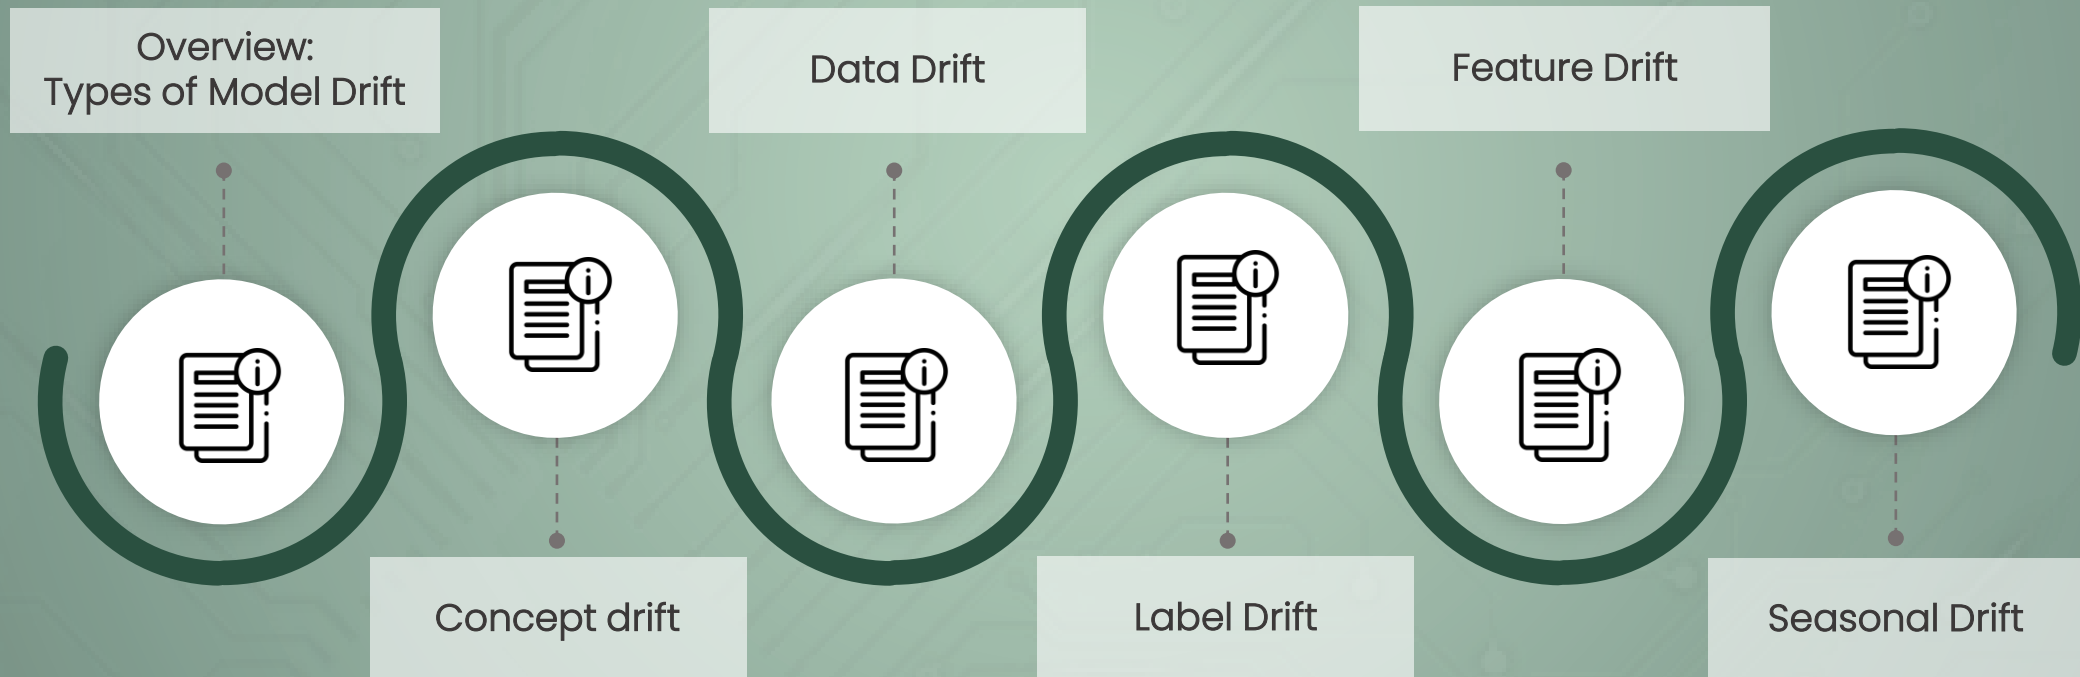 Overview:
Types of Model Drift
Concept drift
Data Drift
Label Drift
Feature Drift
Seasonal Drift